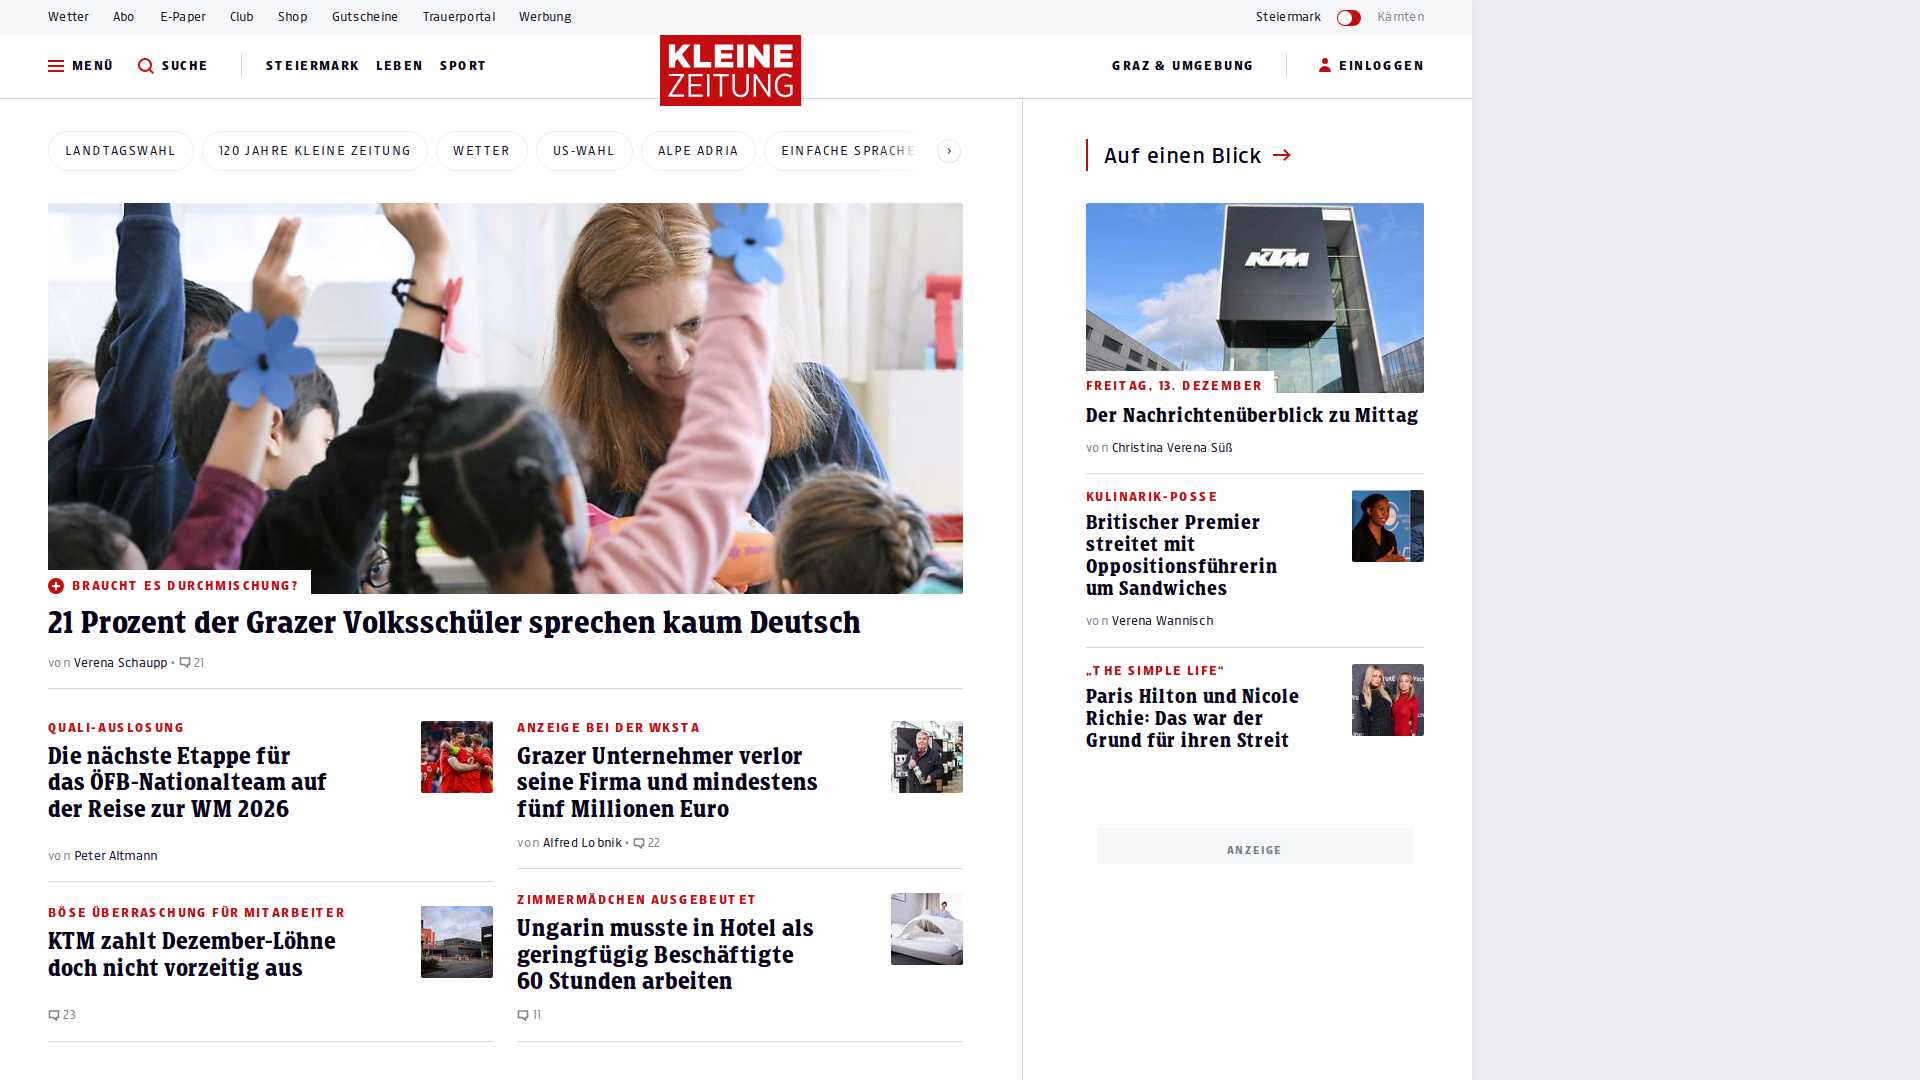 Wetter Abo E-Paper Club Shop Gutscheine Trauerportal Werbung Steiermark Kärnten
MENÜ SUCHE STEIERMARK LEBEN SPORT KLEINE ZEITUNG GRAZ & UMGEBUNG EINLOGGEN
LANDTAGSWAHL 120 JAHRE KLEINE ZEITUNG WETTER US-WAHL ALPE ADRIA EINFACHE SPRACHE
BRAUCHT ES DURCHMISCHUNG?
21 Prozent der Grazer Volksschüler sprechen kaum Deutsch
von Verena Schaupp • 21
QUALI-AUSLOSUNG
Die nächste Etappe für
das ÖFB-Nationalteam auf
der Reise zur WM 2026
von Peter Altmann
BÖSE ÜBERRASCHUNG FÜR MITARBEITER
KTM zahlt Dezember-Löhne
doch nicht vorzeitig aus
23
ANZEIGE BEI DER WKSTA
Grazer Unternehmer verlor
seine Firma und mindestens
fünf Millionen Euro
von Alfred Lobnik • 22
ZIMMERMÄDCHEN AUSGEBEUTET
Ungarin musste in Hotel als
geringfügig Beschäftigte
60 Stunden arbeiten
11
Auf einen Blick
KTM
FREITAG, 13. DEZEMBER
Der Nachrichtenüberblick zu Mittag
von Christina Verena Süß
KULINARIK-POSSE
Britischer Premier
streitet mit
Oppositionsführerin
um Sandwiches
von Verena Wannisch
„THE SIMPLE LIFE“
Paris Hilton und Nicole
Richie: Das war der
Grund für ihren Streit
ANZEIGE